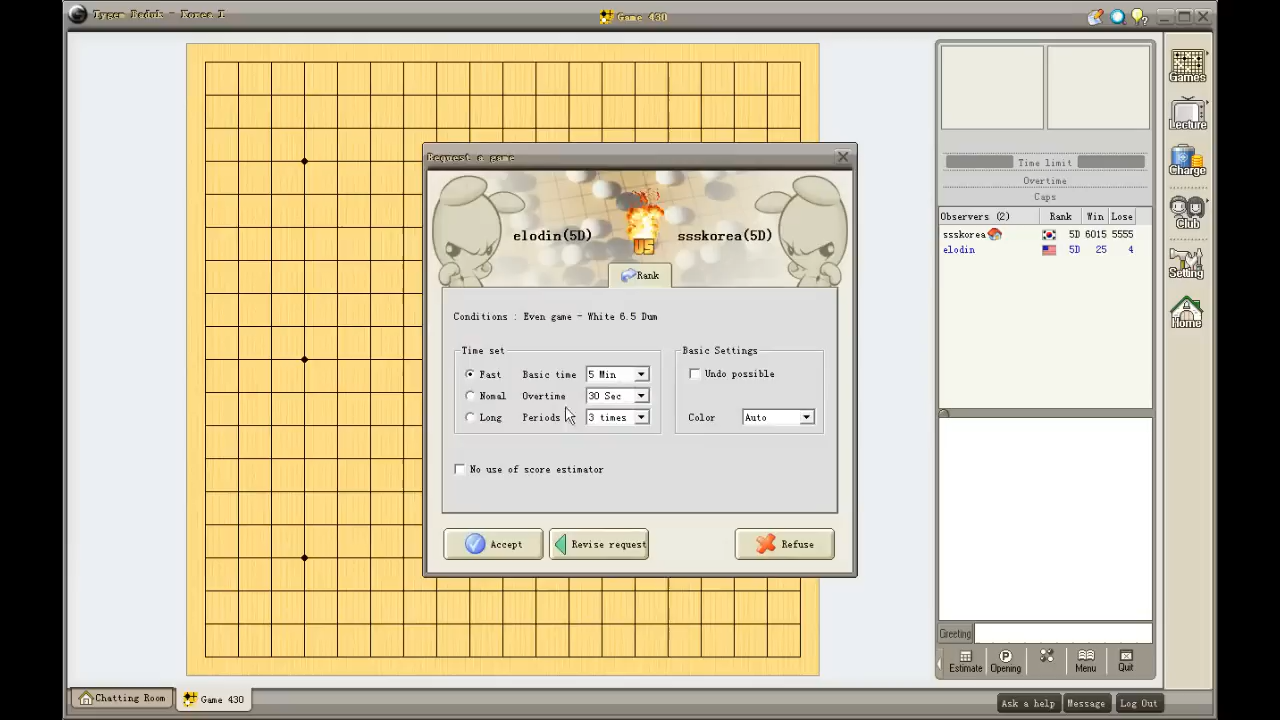 Tygem Baduk - Korea I
Game 430
Request a game
elodin(5D)
VS
ssskorea(5D)
Rank
Conditions : Even game - White 6.5 Dum
Time set
Fast Basic time 5 Min
Nomal Overtime 30 Sec
Long Periods 3 times
Basic Settings
Undo possible
Color Auto
No use of score estimator
Accept
Revise request
Refuse
Time limit
Overtime
Caps
Observers (2) Rank Win Lose
ssskorea 5D 6015 5555
elodin 5D 25 4
Greeting
Estimate Opening Menu Quit
Games
Lecture
Charge
Club
Setting
Home
Chatting Room
Game 430
Ask a help Message Log Out